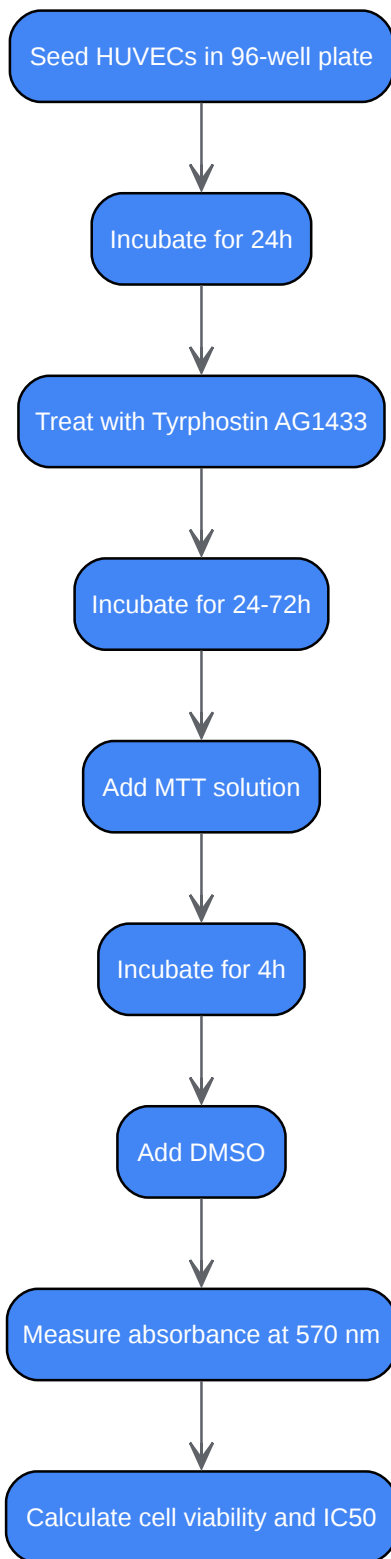 Seed HUVECs in 96-well plate
Incubate for 24h
Treat with Tyrphostin AG1433
Incubate for 24-72h
Add MTT solution
Incubate for 4h
Add DMSO
Measure absorbance at 570 nm
Calculate cell viability and IC50